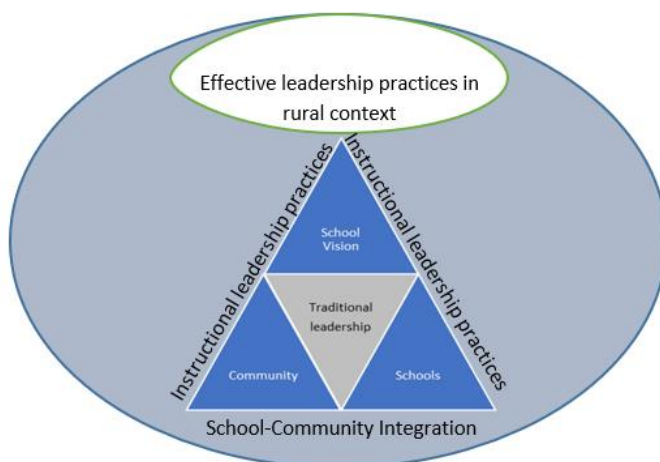 Effective leadership practices in
rural context
Instructional leadership practices
Instructional leadership practices
School
Vision
Traditional
leadership
Community
Schools
School-Community Integration